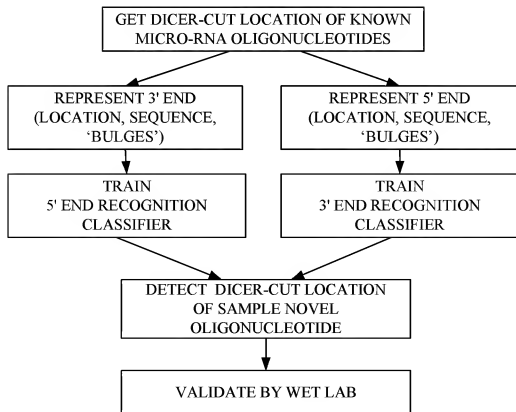 GET DICER-CUT LOCATION OF KNOWN
MICRO-RNA OLIGONUCLEOTIDES
REPRESENT 3' END
(LOCATION, SEQUENCE,
'BULGES')
REPRESENT 5' END
(LOCATION, SEQUENCE,
'BULGES')
TRAIN
5' END RECOGNITION
CLASSIFIER
TRAIN
3' END RECOGNITION
CLASSIFIER
DETECT DICER-CUT LOCATION
OF SAMPLE NOVEL
OLIGONUCLEOTIDE
VALIDATE BY WET LAB